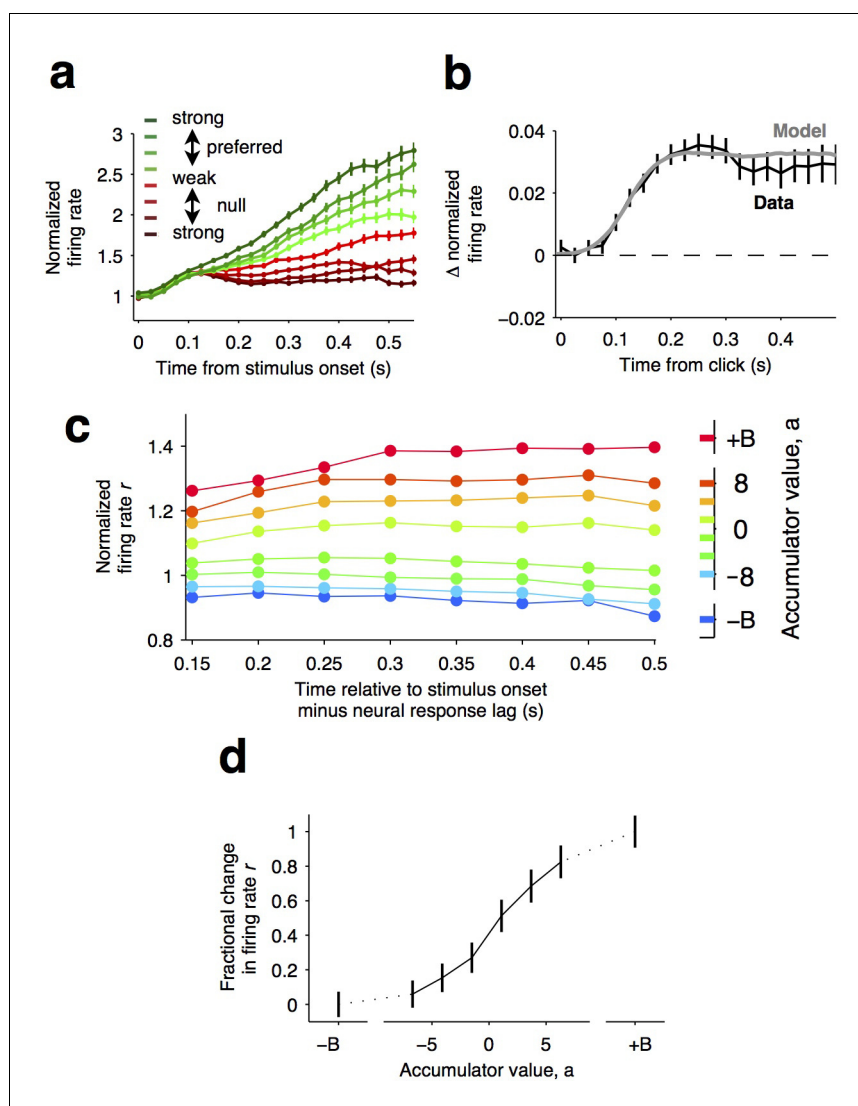 a
strong
preferred
weak
null
strong
3
2.5
2
1.5
1
Normalized
firing rate
0
0.1
0.2
0.3
0.4
0.5
Time from stimulus onset (s)
b
0.04
0.02
0
−0.02
Δ normalized
firing rate
Model
Data
0
0.1
0.2
0.3
0.4
Time from click (s)
c
1.4
1.2
1
0.8
Normalized
firing rate r
0.15
0.2
0.25
0.3
0.35
0.4
0.45
0.5
Time relative to stimulus onset
minus neural response lag (s)
+B
8
0
-8
−B
Accumulator value, a
d
1
0.8
0.6
0.4
0.2
0
Fractional change
in firing rate r
−B
−5
0
5
+B
Accumulator value, a